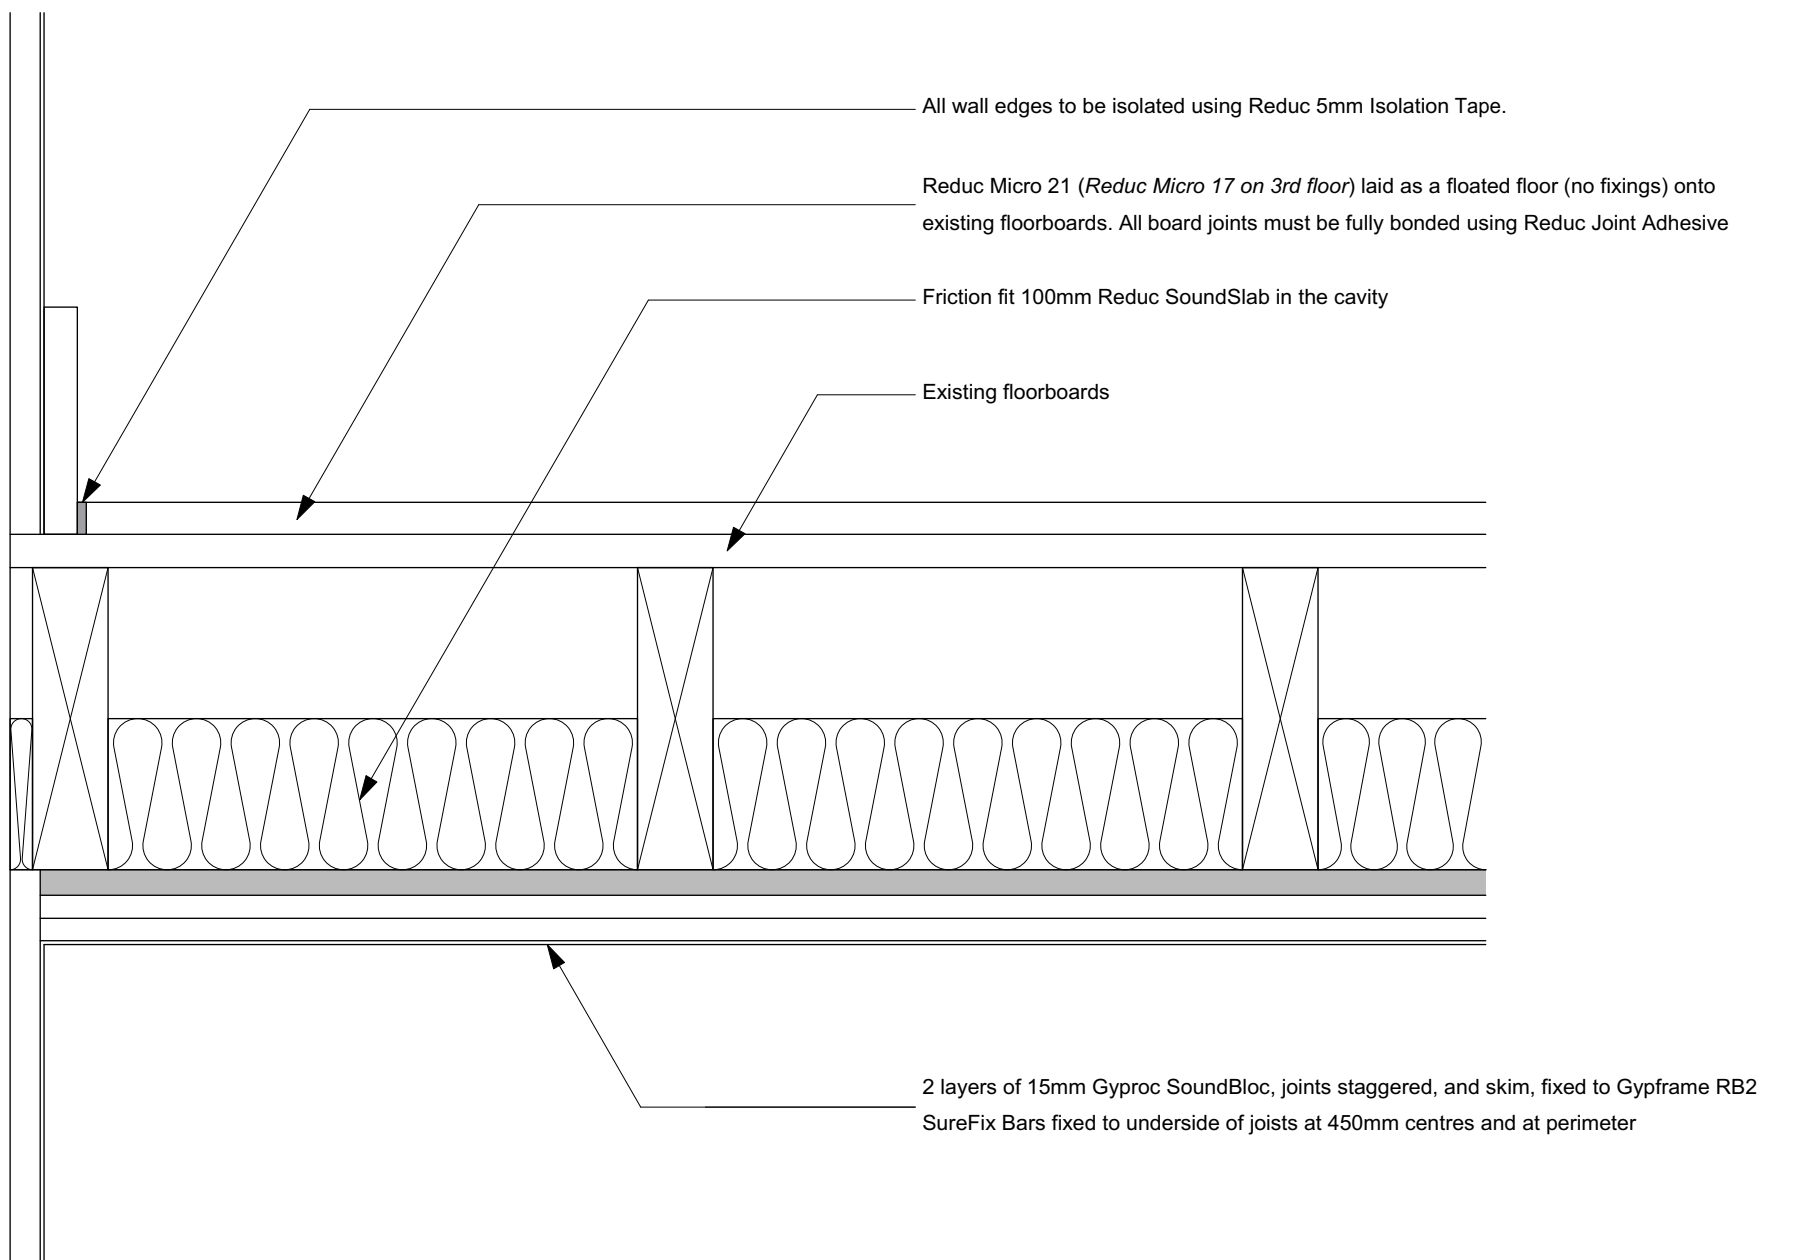 All wall edges to be isolated using Reduc 5mm Isolation Tape.
Reduc Micro 21 (Reduc Micro 17 on 3rd floor) laid as a floated floor (no fixings) onto
existing floorboards. All board joints must be fully bonded using Reduc Joint Adhesive
Friction fit 100mm Reduc SoundSlab in the cavity
Existing floorboards
2 layers of 15mm Gyproc SoundBloc, joints staggered, and skim, fixed to Gypframe RB2
SureFix Bars fixed to underside of joists at 450mm centres and at perimeter